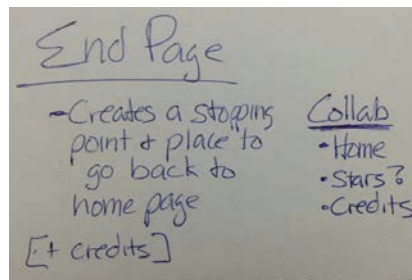 End Page
-Creates a stopping
point & place to
go back to
home page
[+ credits]
Collab
•Home
•Stars?
•Credits